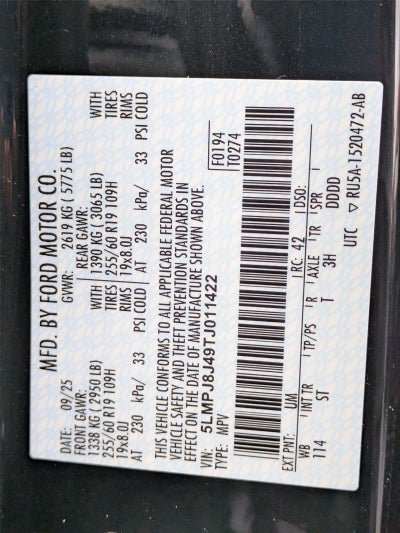 MFD. BY FORD MOTOR CO.
DATE: 09/25 GVWR: 2619 KG ( 5775 LB)
FRONT GAWR: REAR GAWR:
1338 KG ( 2950 LB) WITH 1390 KG ( 3065 LB) WITH
255/60 R19 109H TIRES 255/60 R19 109H TIRES
19x8.0J RIMS 19x8.0J RIMS
AT 230 kPa/ 33 PSI COLD AT 230 kPa/ 33 PSI COLD
THIS VEHICLE CONFORMS TO ALL APPLICABLE FEDERAL MOTOR
VEHICLE SAFETY AND THEFT PREVENTION STANDARDS IN
EFFECT ON THE DATE OF MANUFACTURE SHOWN ABOVE.
VIN: 5LMPJ8J49TJ011422 F0194
TYPE: MPV T0274
EXT PNT: UM RC: 42 DSO:
WB INT TR TP/PS R AXLE TR SPR
114 ST T 3H DDDD
UTC ▽ RU5A-1520472-AB